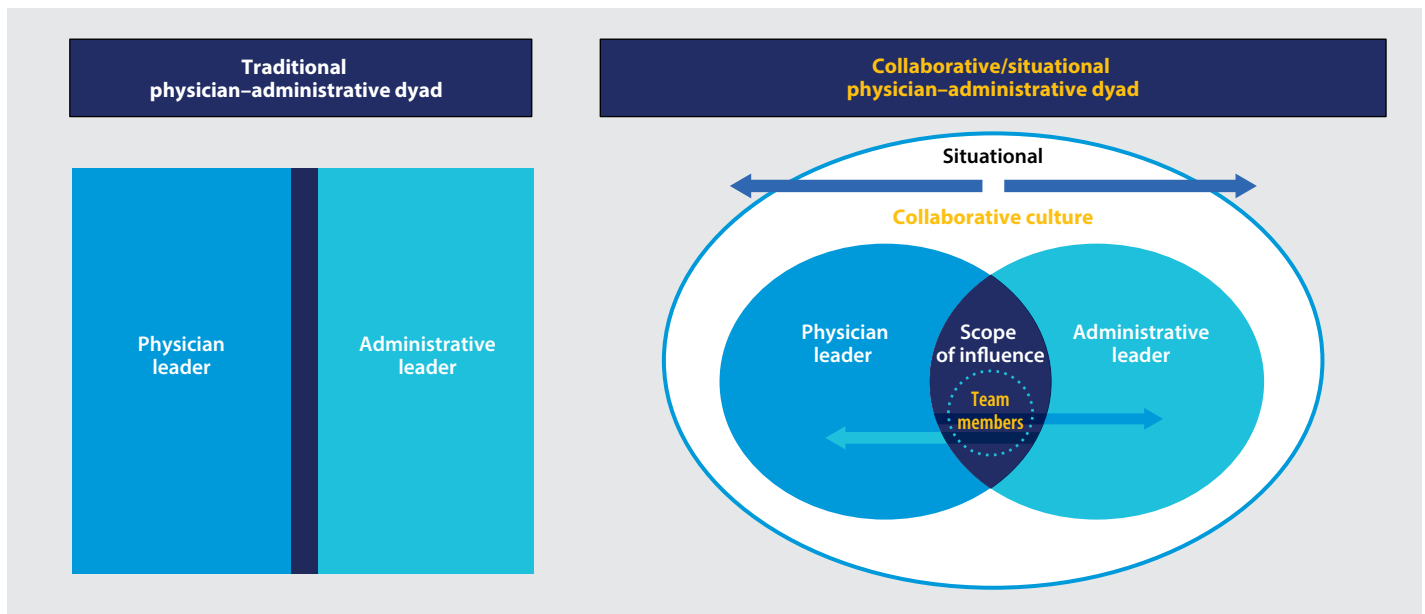 Traditional
physician–administrative dyad
Collaborative/situational
physician–administrative dyad
Physician
leader
Administrative
leader
Situational
Collaborative culture
Physician
leader
Scope
of influence
Administrative
leader
Team
members